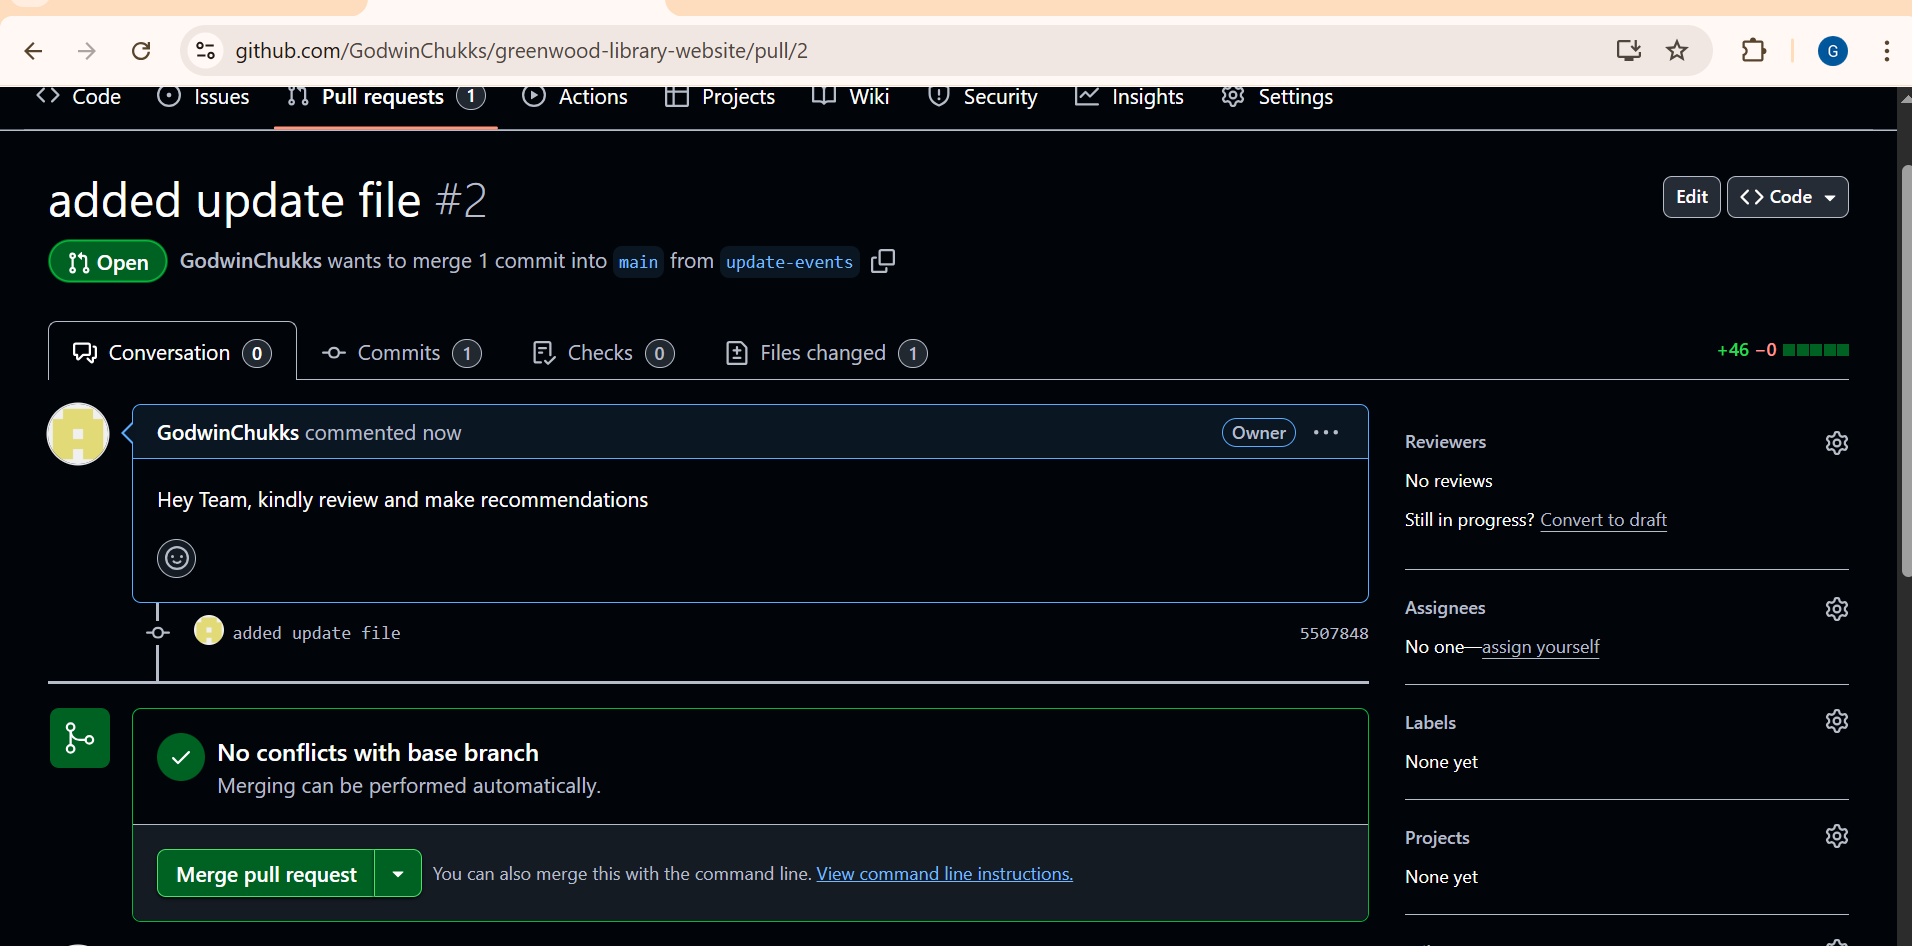 github.com/GodwinChukks/greenwood-library-website/pull/2
G
Code Issues Pull requests 1 Actions Projects Wiki Security Insights Settings
added update file #2
Edit Code
Open GodwinChukks wants to merge 1 commit into main from update-events
Conversation 0 Commits 1 Checks 0 Files changed 1
+46 −0
GodwinChukks commented now
Owner
Hey Team, kindly review and make recommendations
added update file 5507848
No conflicts with base branch
Merging can be performed automatically.
Merge pull request
You can also merge this with the command line. View command line instructions.
Reviewers
No reviews
Still in progress? Convert to draft
Assignees
No one—assign yourself
Labels
None yet
Projects
None yet